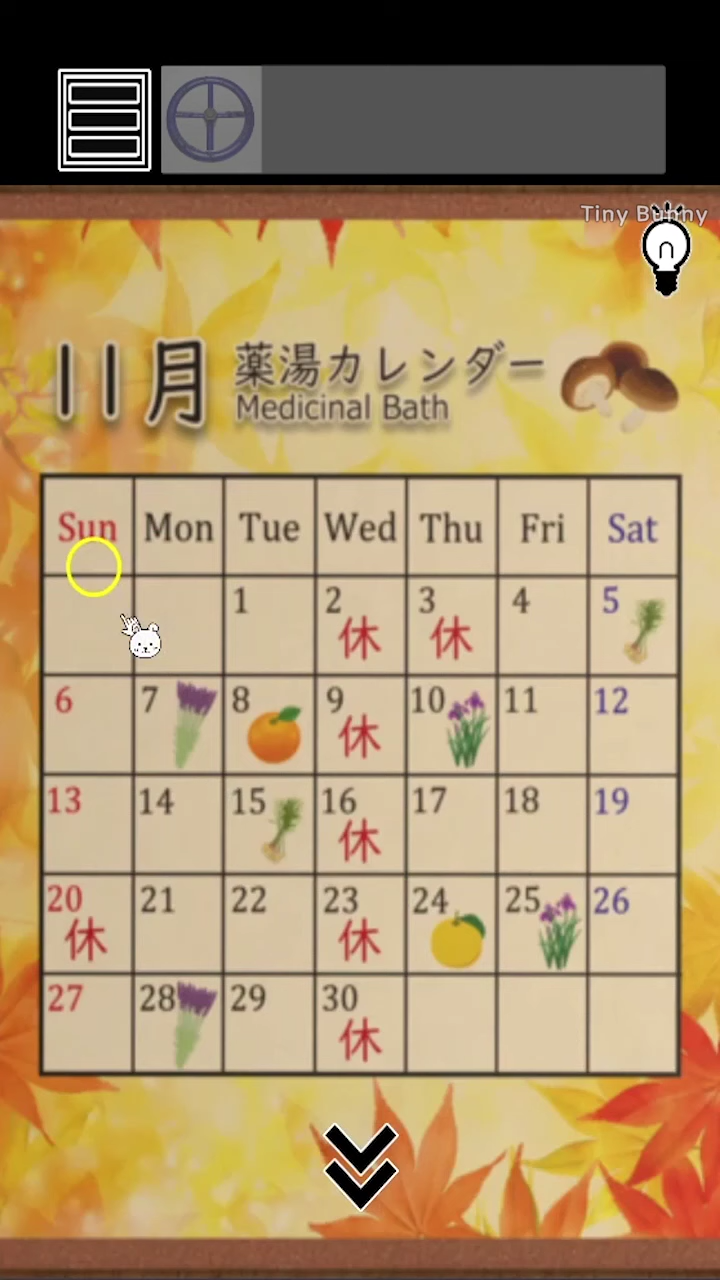 Tiny Bunny
11月 薬湯カレンダー
Medicinal Bath
Sun Mon Tue Wed Thu Fri Sat
1 2 3 4 5
休 休
6 7 8 9 10 11 12
休
13 14 15 16 17 18 19
休
20 21 22 23 24 25 26
休 休
27 28 29 30
休